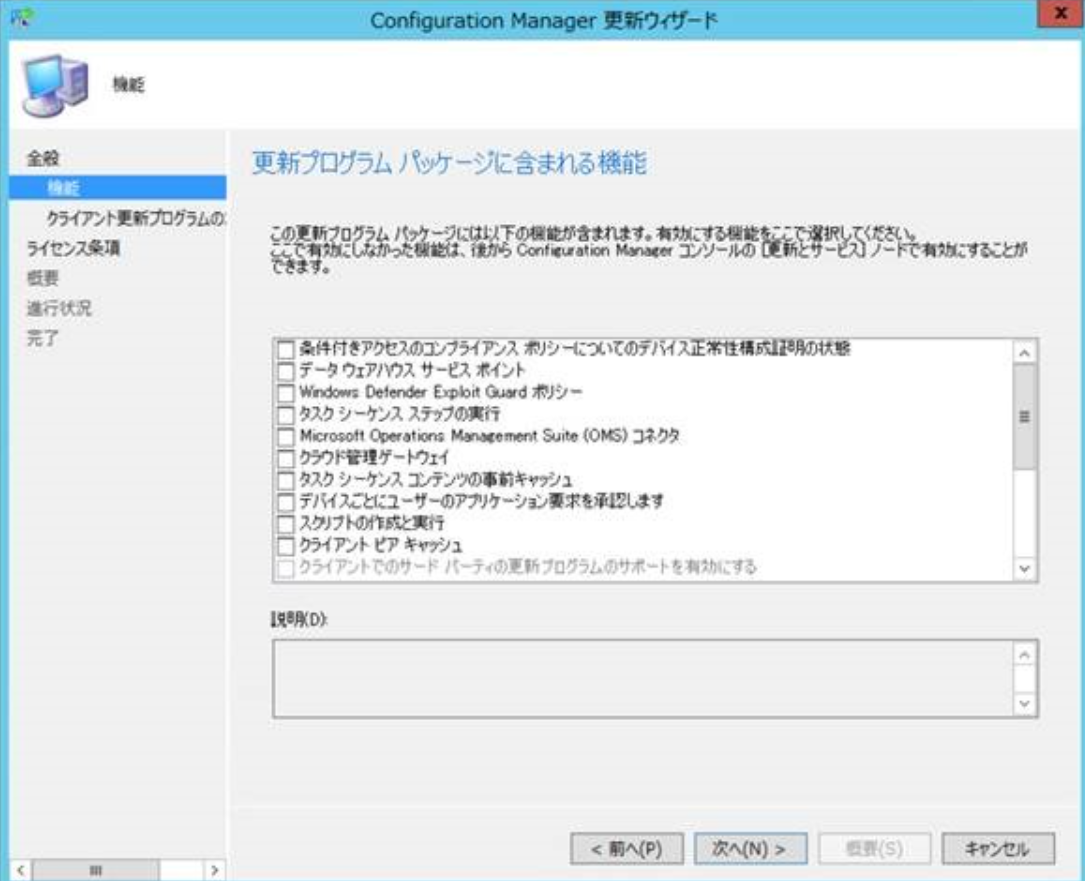 Configuration Manager 更新ウィザード
機能
全般
機能
クライアント更新プログラムの
ライセンス条項
概要
進行状況
完了
更新プログラム パッケージに含まれる機能
この更新プログラム パッケージには以下の機能が含まれます。有効にする機能をここで選択してください。
ここで有効にしなかった機能は、後から Configuration Manager コンソールの [更新とサービス] ノードで有効にすることが
できます。
条件付きアクセスのコンプライアンス ポリシーについてのデバイス正常性構成証明の状態
データ ウェアハウス サービス ポイント
Windows Defender Exploit Guard ポリシー
タスク シーケンス ステップの実行
Microsoft Operations Management Suite (OMS) コネクタ
クラウド管理ゲートウェイ
タスク シーケンス コンテンツの事前キャッシュ
デバイスごとにユーザーのアプリケーション要求を承認します
スクリプトの作成と実行
クライアント ピア キャッシュ
クライアントでのサード パーティの更新プログラムのサポートを有効にする
説明(D):
< 前へ(P)
次へ(N) >
概要(S)
キャンセル